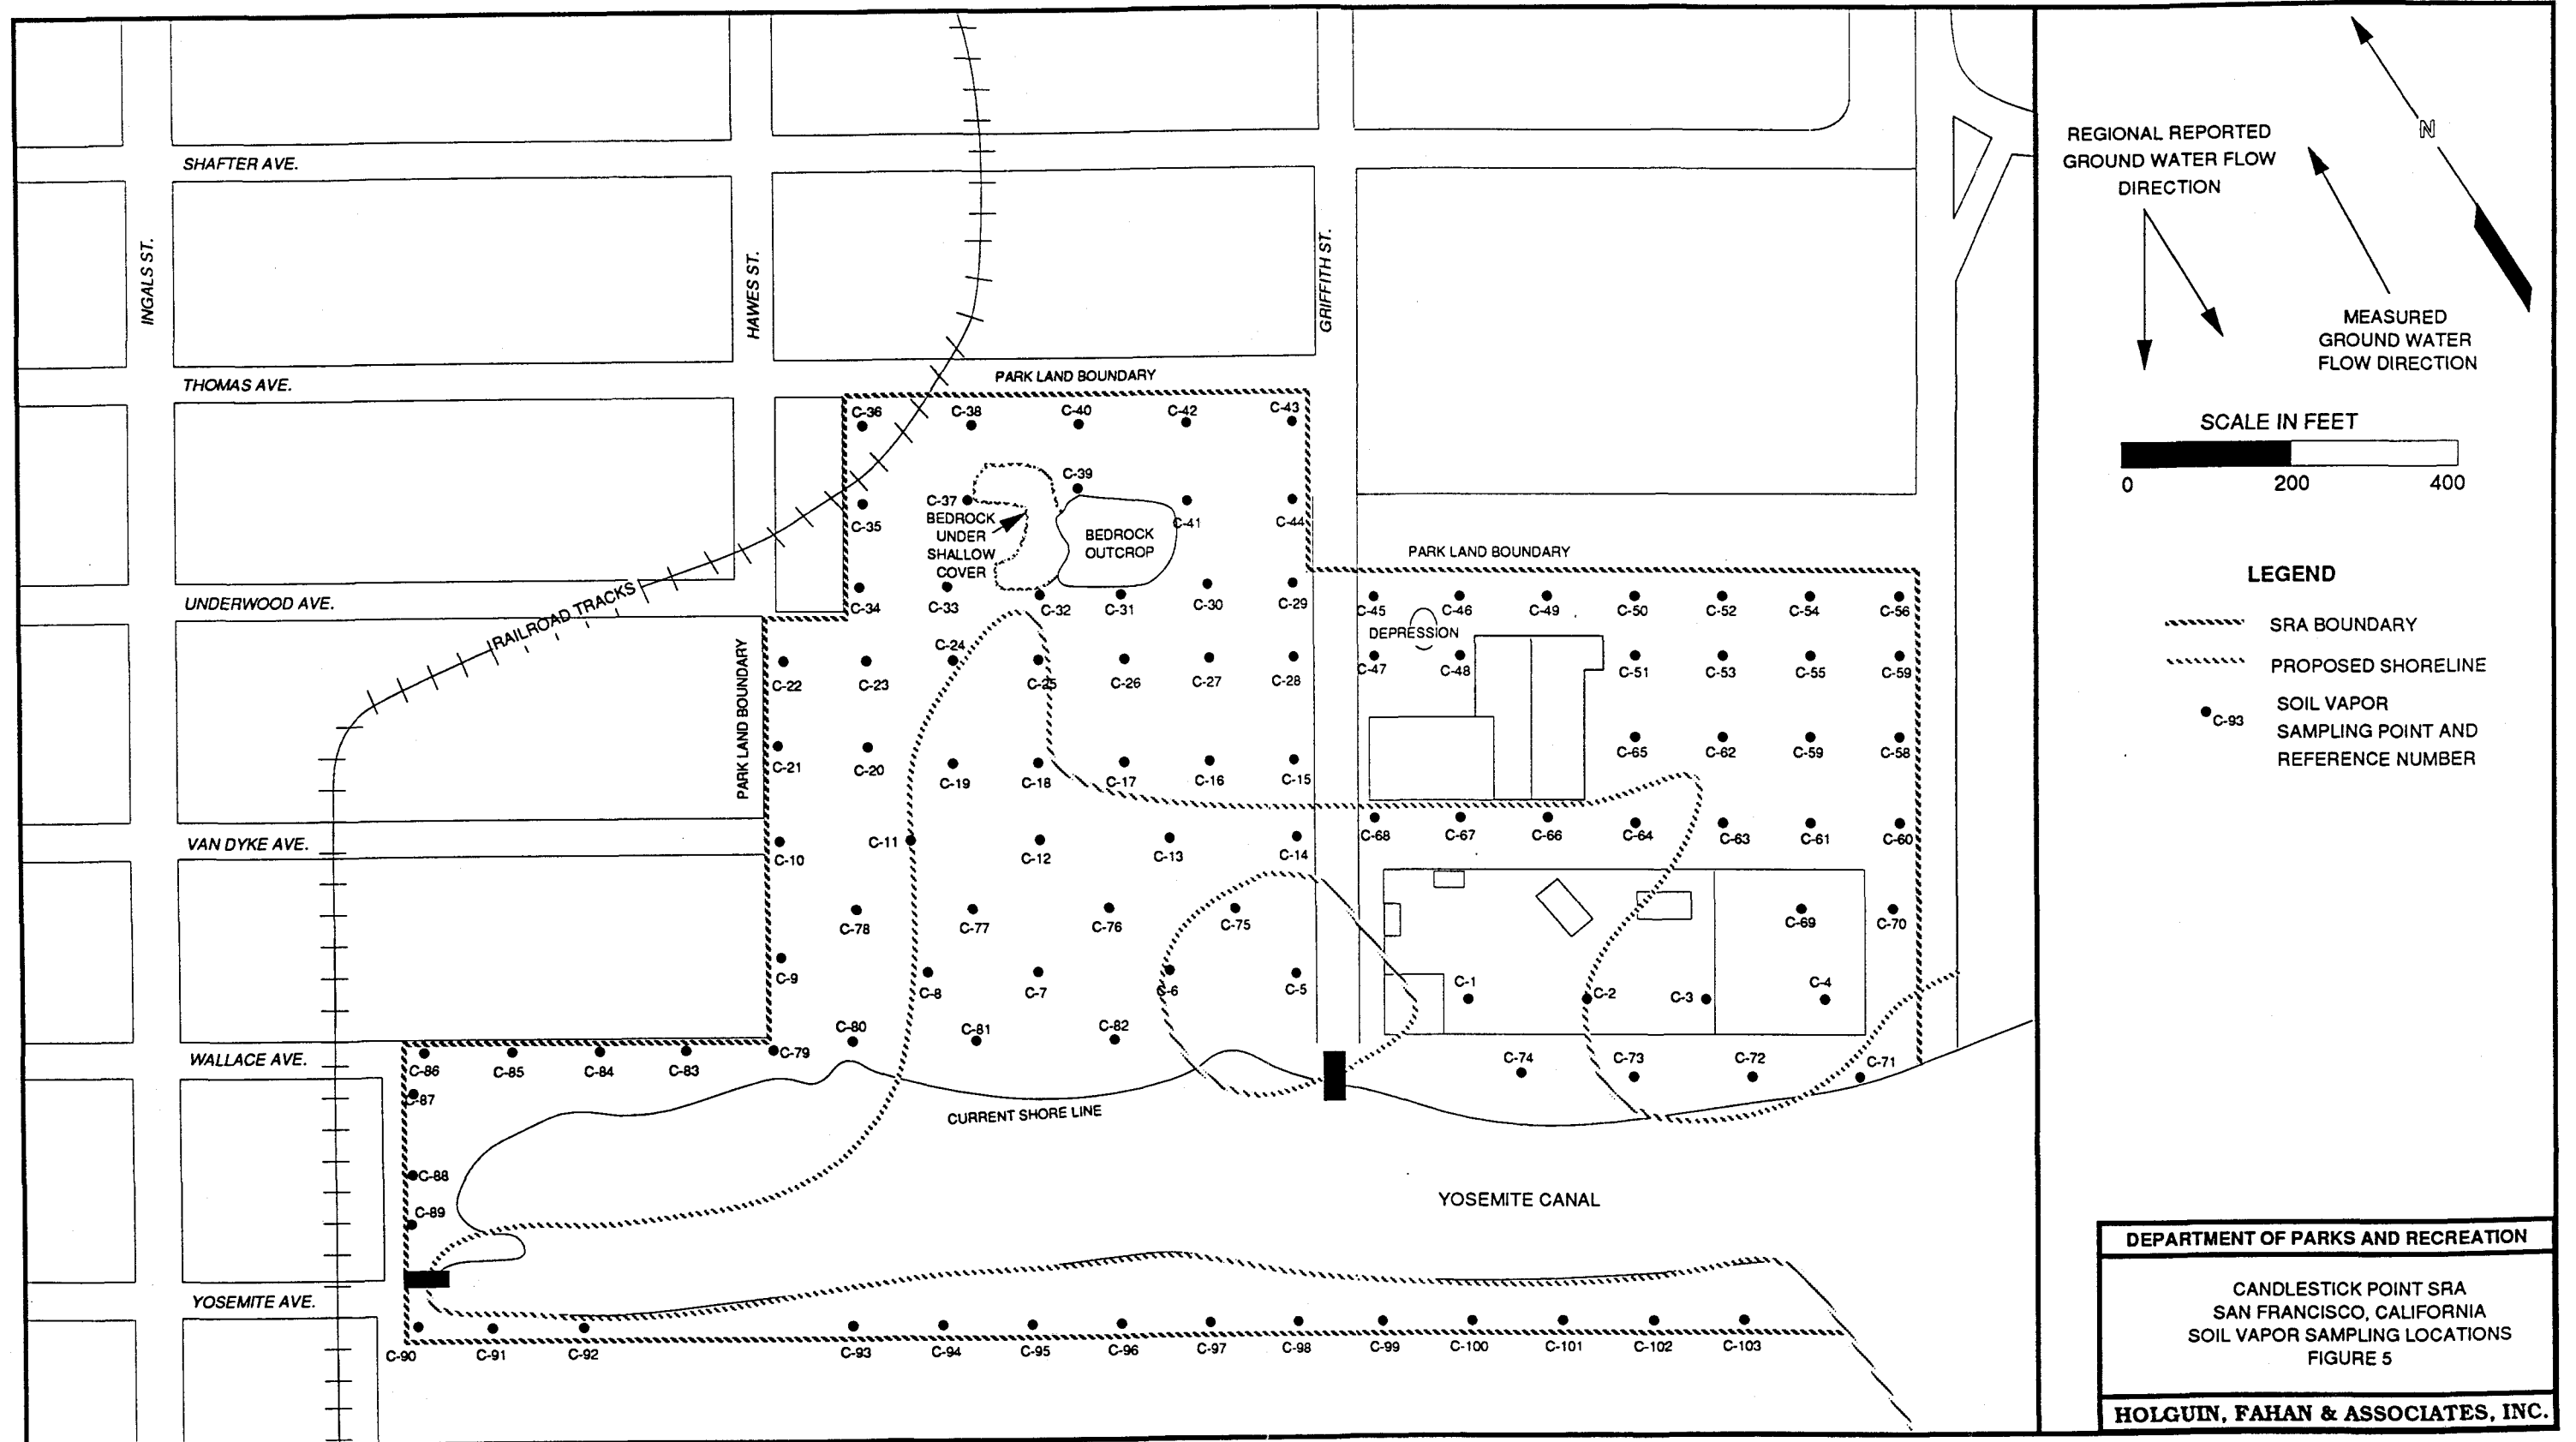 SHAFTER AVE.
INGALS ST.
HAWES ST.
GRIFFITH ST.
THOMAS AVE.
PARK LAND BOUNDARY
C-36 C-38 C-40 C-42 C-43
C-39
C-37
C-35
C-41 C-44
BEDROCK
UNDER
SHALLOW
COVER
BEDROCK
OUTCROP
PARK LAND BOUNDARY
UNDERWOOD AVE.
RAILROAD TRACKS
C-34 C-33 C-32 C-31 C-30 C-29
C-45 C-46 C-49 C-50 C-52 C-54 C-56
DEPRESSION
PARK LAND BOUNDARY
C-24
C-22 C-23 C-25 C-26 C-27 C-28
C-47 C-48 C-51 C-53 C-55 C-59
C-21 C-20 C-19 C-18 C-17 C-16 C-15
C-65 C-62 C-59 C-58
VAN DYKE AVE.
C-10 C-11 C-12 C-13 C-14
C-68 C-67 C-66 C-64 C-63 C-61 C-60
C-78 C-77 C-76 C-75
C-69 C-70
C-9 C-8 C-7 C-6 C-5
C-1 C-2 C-3 C-4
WALLACE AVE.
C-80 C-81 C-82
C-86 C-85 C-84 C-83 C-79
C-74 C-73 C-72 C-71
C-87
CURRENT SHORE LINE
C-88
C-89
YOSEMITE CANAL
YOSEMITE AVE.
C-90 C-91 C-92 C-93 C-94 C-95 C-96 C-97 C-98 C-99 C-100 C-101 C-102 C-103
N
REGIONAL REPORTED
GROUND WATER FLOW
DIRECTION
MEASURED
GROUND WATER
FLOW DIRECTION
SCALE IN FEET
0 200 400
LEGEND
SRA BOUNDARY
PROPOSED SHORELINE
C-93
SOIL VAPOR
SAMPLING POINT AND
REFERENCE NUMBER
DEPARTMENT OF PARKS AND RECREATION
CANDLESTICK POINT SRA
SAN FRANCISCO, CALIFORNIA
SOIL VAPOR SAMPLING LOCATIONS
FIGURE 5
HOLGUIN, FAHAN & ASSOCIATES, INC.